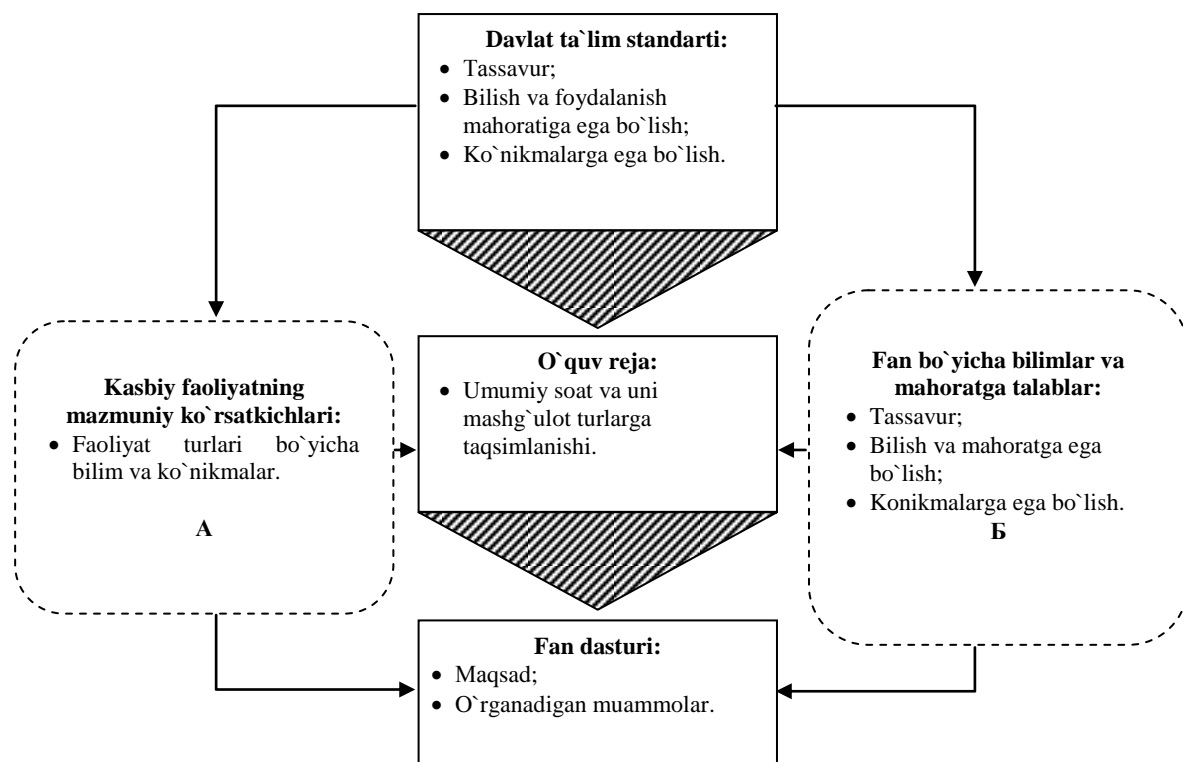 Davlat ta`lim standarti:
• Tassavur;
• Bilish va foydalanish
mahoratiga ega bo`lish;
• Ko`nikmalarga ega bo`lish.
Kasbiy faoliyatning
mazmuniy ko`rsatkichlari:
• Faoliyat turlari bo`yicha
bilim va ko`nikmalar.
А
O`quv reja:
• Umumiy soat va uni
mashg`ulot turlarga
taqsimlanishi.
Fan bo`yicha bilimlar va
mahoratga talablar:
• Tassavur;
• Bilish va mahoratga ega
bo`lish;
• Konikmalarga ega bo`lish.
Б
Fan dasturi:
• Maqsad;
• O`rganadigan muammolar.